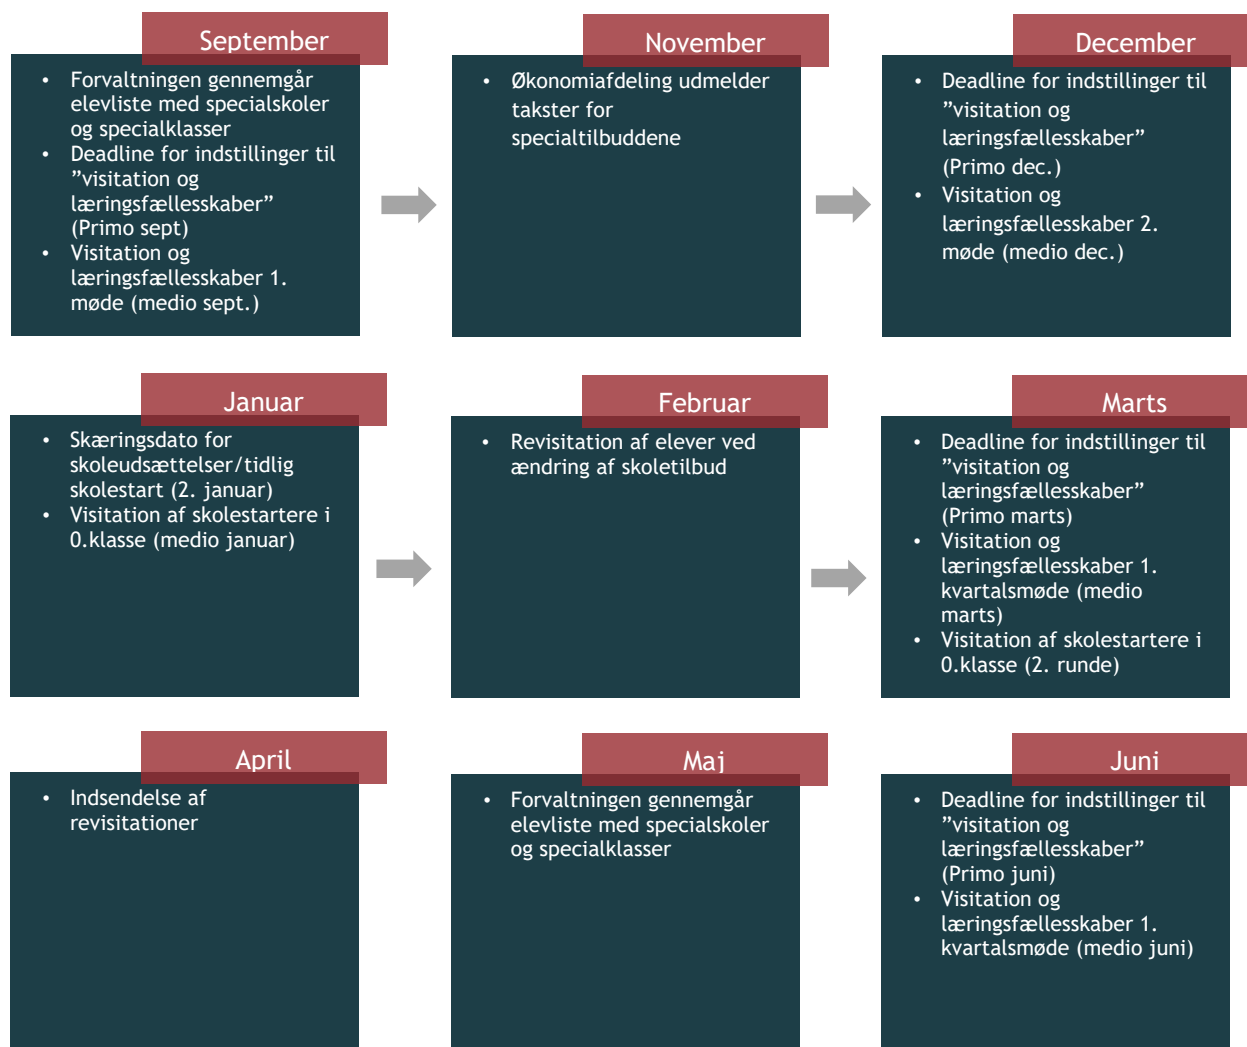 September
• Forvaltningen gennemgår
elevliste med specialskoler
og specialklasser
• Deadline for indstillinger til
”visitation og
læringsfællesskaber”
(Primo sept)
• Visitation og
læringsfællesskaber 1.
møde (medio sept.)
November
• Økonomiafdeling udmelder
takster for
specialtilbuddene
December
• Deadline for indstillinger til
”visitation og
læringsfællesskaber”
(Primo dec.)
• Visitation og
læringsfællesskaber 2.
møde (medio dec.)
Januar
• Skæringsdato for
skoleudsættelser/tidlig
skolestart (2. januar)
• Visitation af skolestartere i
0.klasse (medio januar)
Februar
• Revisitation af elever ved
ændring af skoletilbud
Marts
• Deadline for indstillinger til
”visitation og
læringsfællesskaber”
(Primo marts)
• Visitation og
læringsfællesskaber 1.
kvartalsmøde (medio
marts)
• Visitation af skolestartere i
0.klasse (2. runde)
April
• Indsendelse af
revisitationer
Maj
• Forvaltningen gennemgår
elevliste med specialskoler
og specialklasser
Juni
• Deadline for indstillinger til
”visitation og
læringsfællesskaber”
(Primo juni)
• Visitation og
læringsfællesskaber 1.
kvartalsmøde (medio juni)